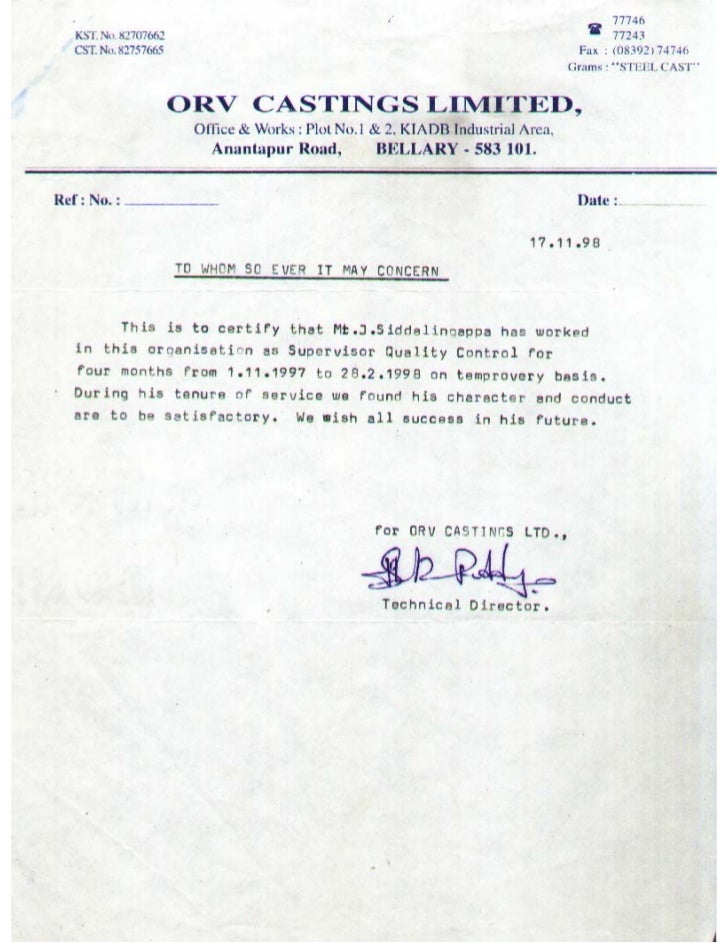 KST. No. 82707662
CST. No. 82757665
77746
77243
Fax : (08392) 74746
Grams : "STEEL CAST"
ORV CASTINGS LIMITED,
Office & Works : Plot No.1 & 2, KIADB Industrial Area,
Anantapur Road, BELLARY - 583 101.
Ref : No. :
Date :
17.11.98
TO WHOM SO EVER IT MAY CONCERN
This is to certify that Mt.J.Siddalingappa has worked
in this organisation as Supervisor Quality Control for
four months from 1.11.1997 to 28.2.1998 on temprovery basis.
During his tenure of service we found his character and conduct
are to be satisfactory. We wish all success in his future.
for ORV CASTINGS LTD.,
Technical Director.